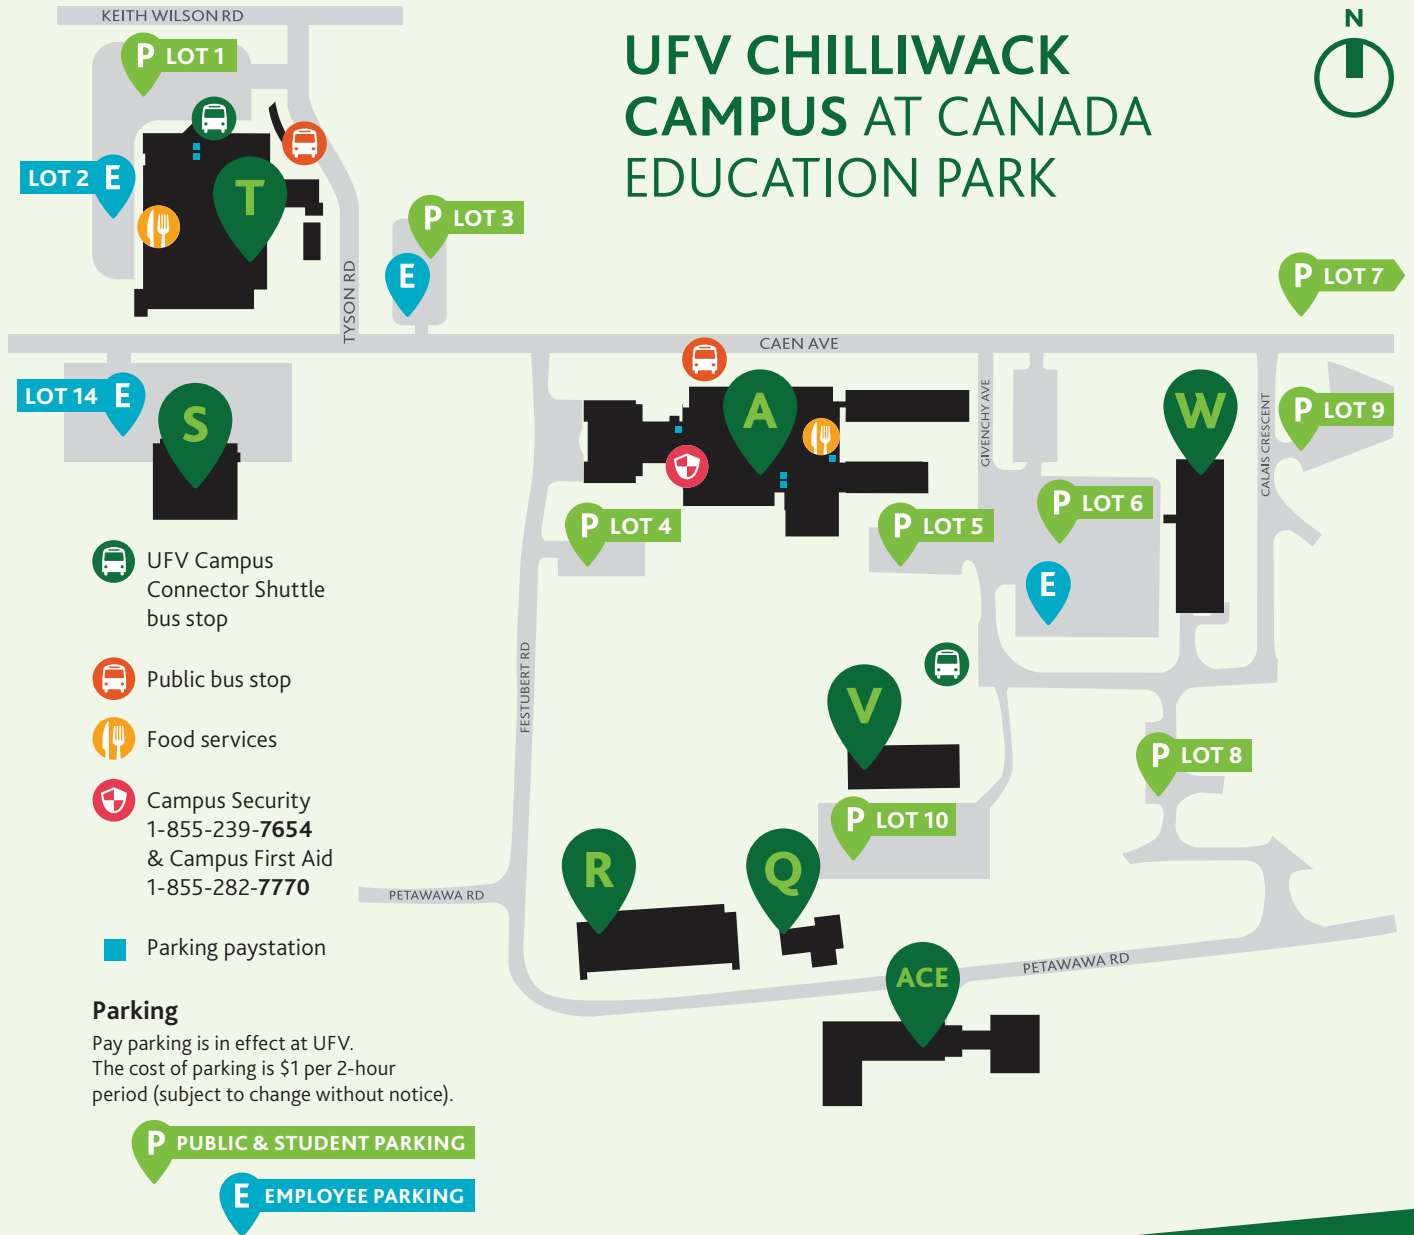 KEITH WILSON RD
N
UFV CHILLIWACK
CAMPUS AT CANADA
EDUCATION PARK
P LOT 1
LOT 2 E
T
P LOT 3
E
TYSON RD
P LOT 7
CAEN AVE
LOT 14 E
S
A
GIVENCHY AVE
W
CALAIS CRESCENT
P LOT 9
P LOT 4
P LOT 5
P LOT 6
E
UFV Campus
Connector Shuttle
bus stop
Public bus stop
Food services
Campus Security
1-855-239-7654
& Campus First Aid
1-855-282-7770
Parking paystation
FESTUBERT RD
V
P LOT 8
P LOT 10
R
Q
PETAWAWA RD
ACE
PETAWAWA RD
Parking
Pay parking is in effect at UFV.
The cost of parking is $1 per 2-hour
period (subject to change without notice).
P PUBLIC & STUDENT PARKING
E EMPLOYEE PARKING